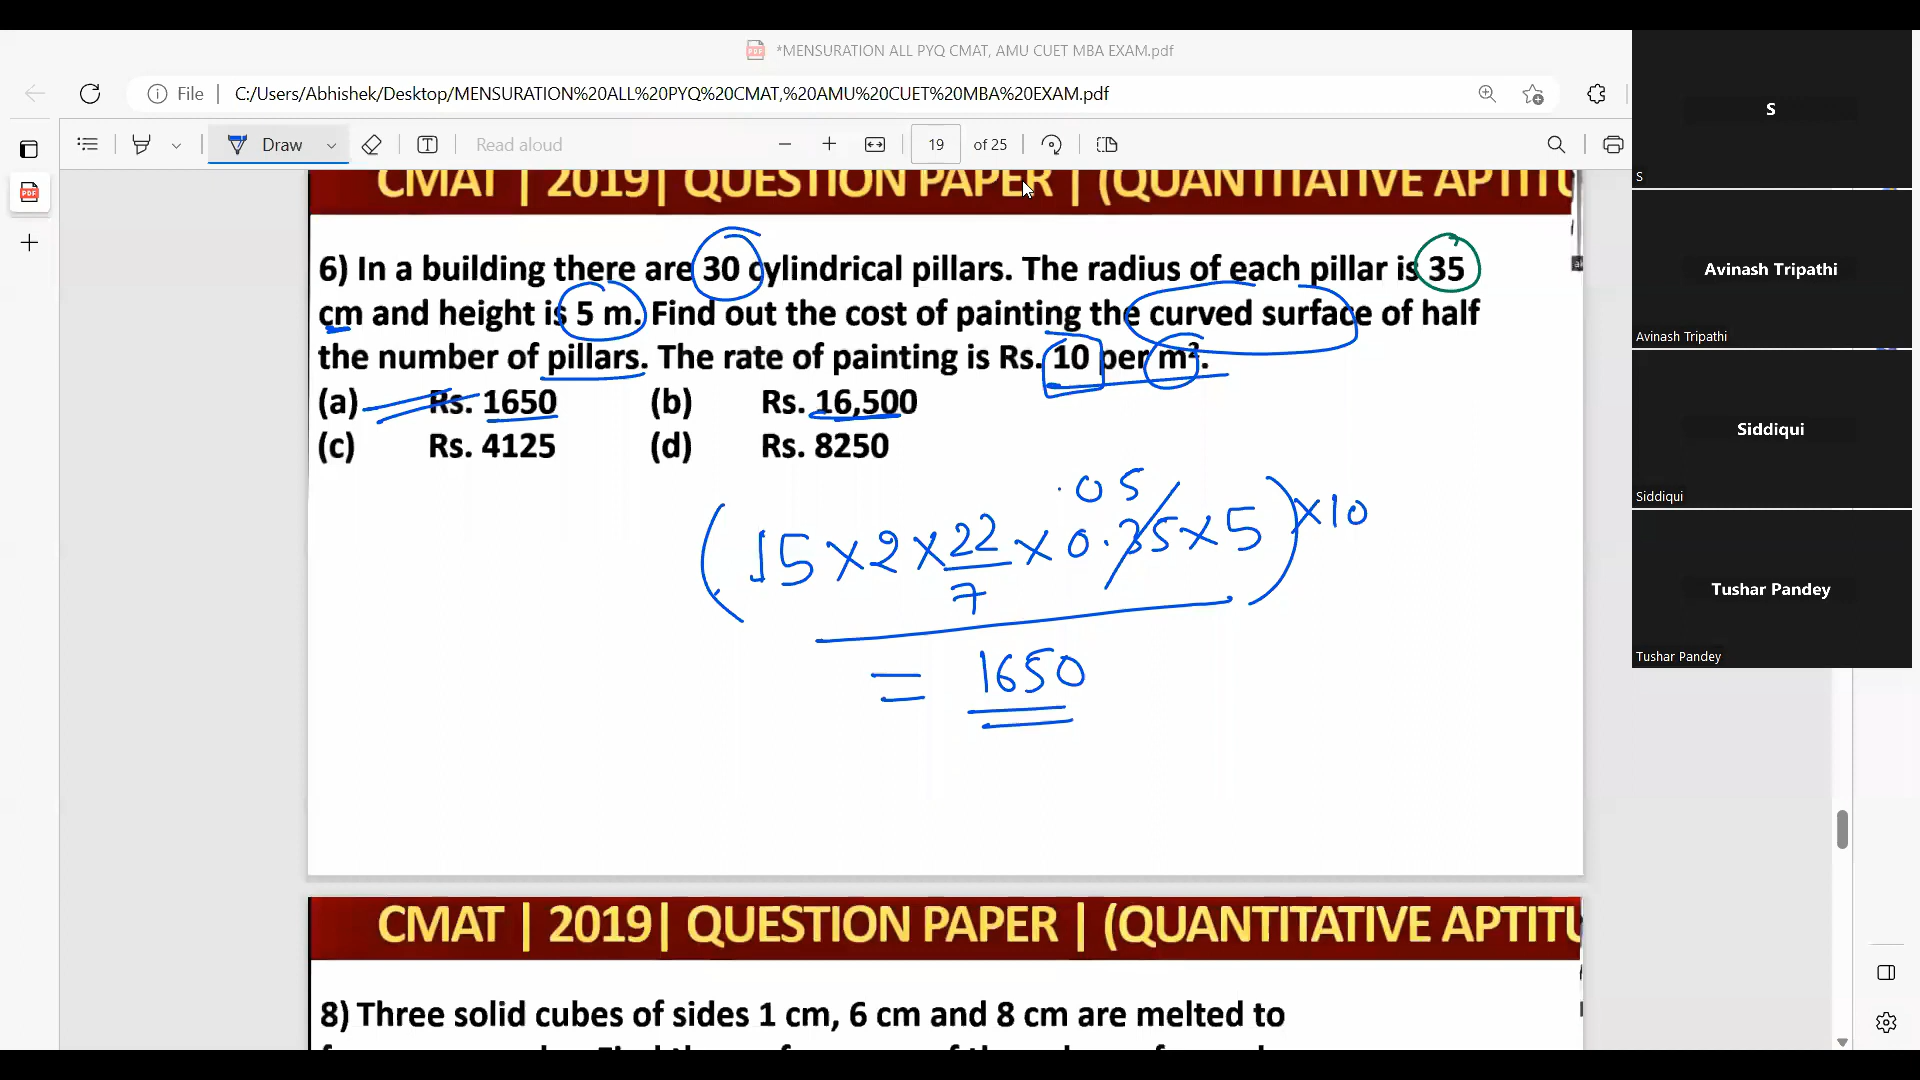 *MENSURATION ALL PYQ CMAT, AMU CUET MBA EXAM.pdf
File | C:/Users/Abhishek/Desktop/MENSURATION%20ALL%20PYQ%20CMAT,%20AMU%20CUET%20MBA%20EXAM.pdf
Draw Read aloud 19 of 25
CMAT | 2019| QUESTION PAPER | (QUANTITATIVE APTITU
6) In a building there are 30 cylindrical pillars. The radius of each pillar is 35
cm and height is 5 m. Find out the cost of painting the curved surface of half
the number of pillars. The rate of painting is Rs. 10 per m².
(a) Rs. 1650 (b) Rs. 16,500
(c) Rs. 4125 (d) Rs. 8250
.05
(15×2×22/7×0.35×5)×10
= 1650
CMAT | 2019| QUESTION PAPER | (QUANTITATIVE APTITU
8) Three solid cubes of sides 1 cm, 6 cm and 8 cm are melted to
S
S
Avinash Tripathi
Avinash Tripathi
Siddiqui
Siddiqui
Tushar Pandey
Tushar Pandey